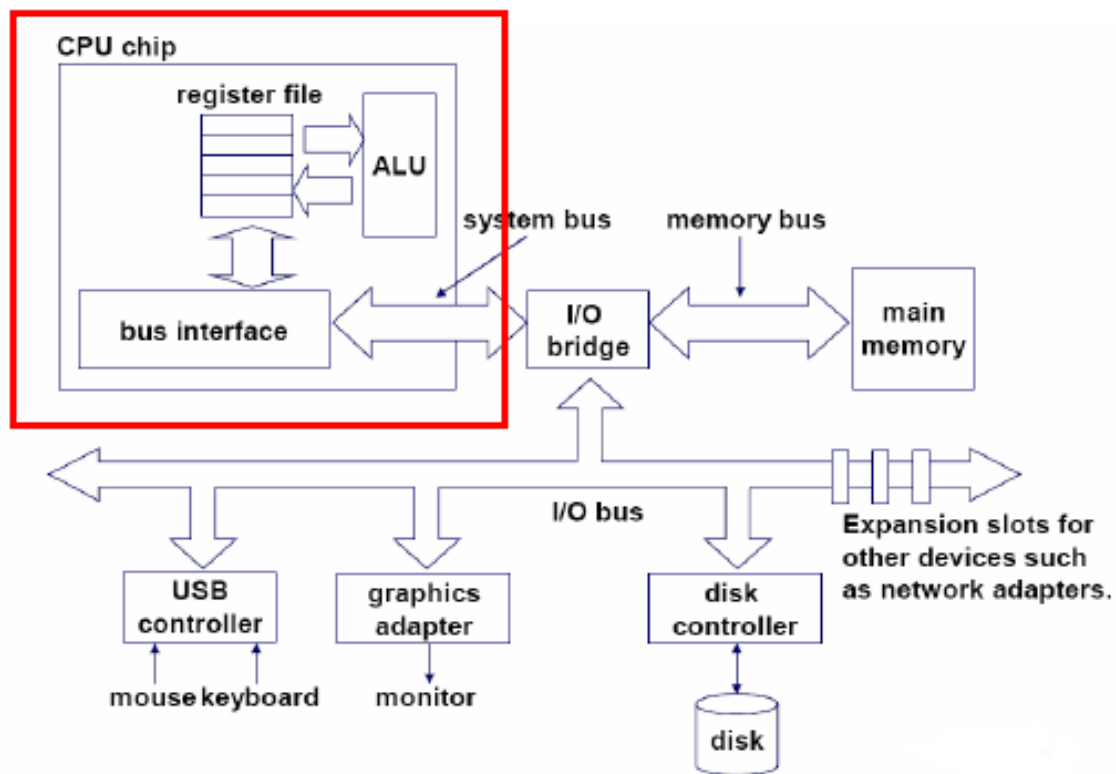 CPU chip
register file
ALU
system bus
memory bus
bus interface
I/O
bridge
main
memory
I/O bus
Expansion slots for
other devices such
as network adapters.
USB
controller
graphics
adapter
disk
controller
mouse keyboard
monitor
disk